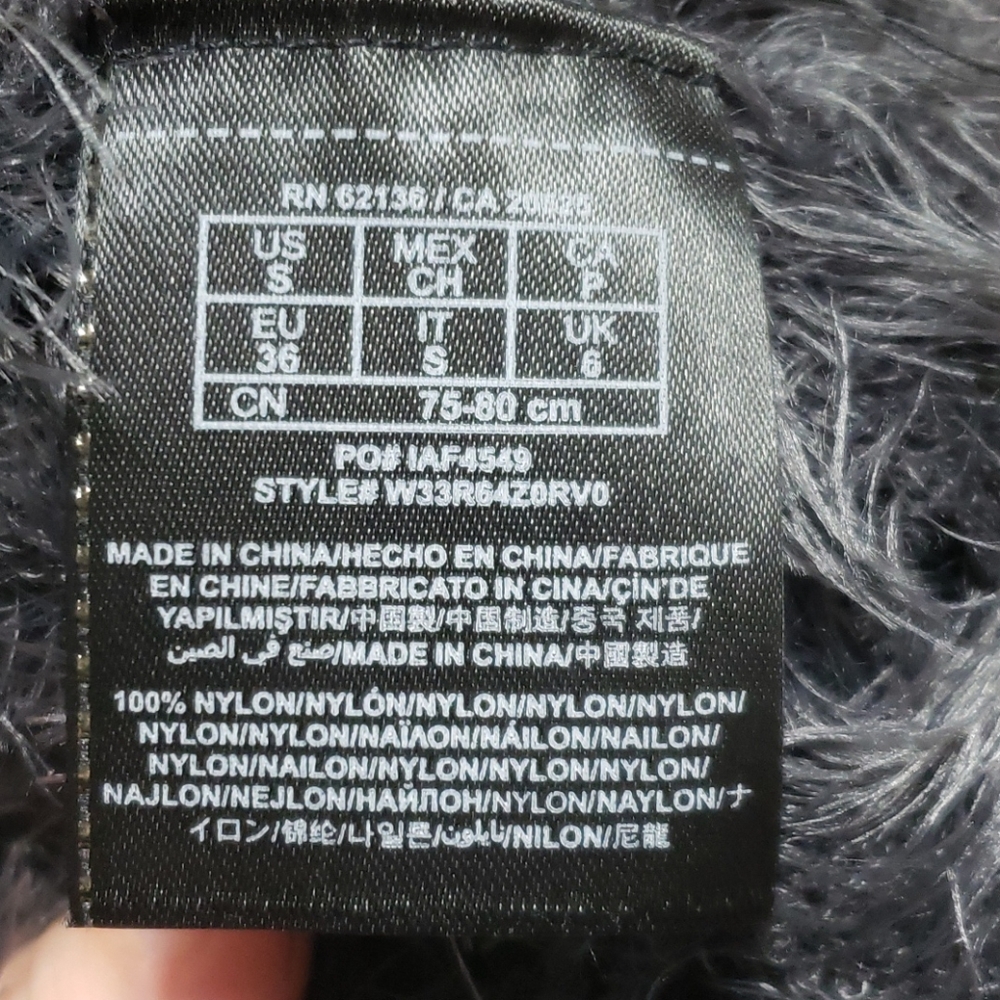 RN 62136 / CA
US MEX CA
S CH P
EU IT UK
36 S 6
CN 75-80 cm
PO# IAF4549
STYLE# W33R64Z0RV0
MADE IN CHINA/HECHO EN CHINA/FABRIQUE
EN CHINE/FABBRICATO IN CINA/ÇİN'DE
YAPILMIŞTIR/中國製/中国制造/중국 제품/
صنع في الصين/MADE IN CHINA/中國製造
100% NYLON/NYLÓN/NYLON/NYLON/NYLON/
NYLON/NYLON/ΝΑΪΛΟΝ/NÁILON/NAILON/
NYLON/NAILON/NYLON/NYLON/NYLON/
NAJLON/NEJLON/НАЙЛОН/NYLON/NAYLON/ナ
イロン/锦纶/나일론/نايلون/NILON/尼龍